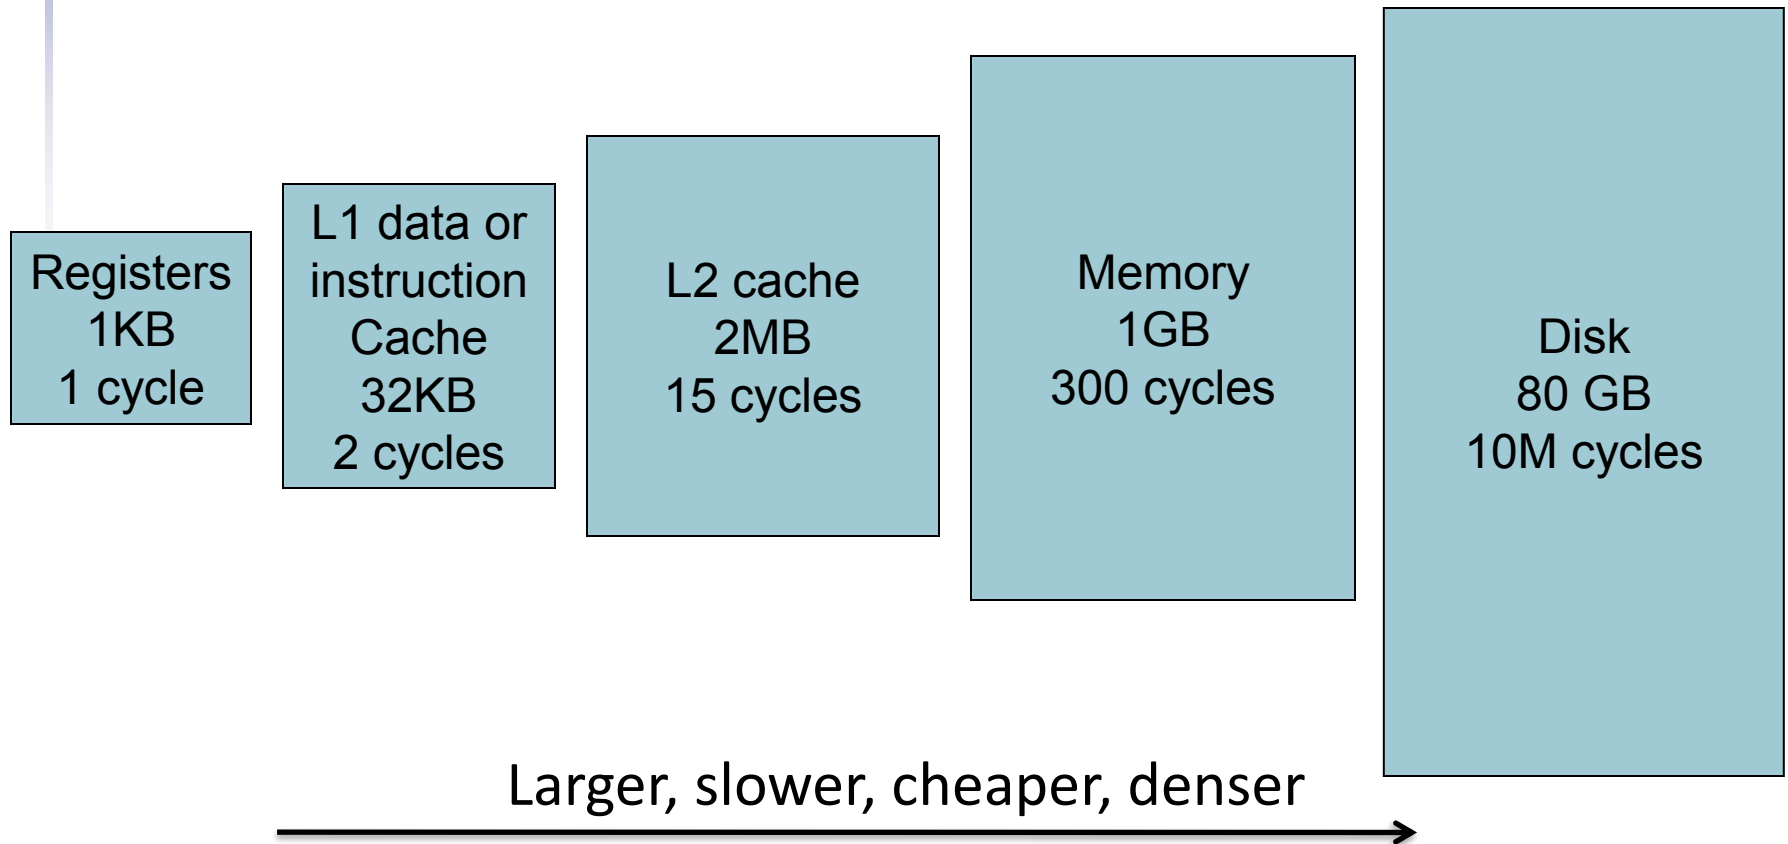 Registers
1KB
1 cycle
L1 data or
instruction
Cache
32KB
2 cycles
L2 cache
2MB
15 cycles
Memory
1GB
300 cycles
Disk
80 GB
10M cycles
Larger, slower, cheaper, denser